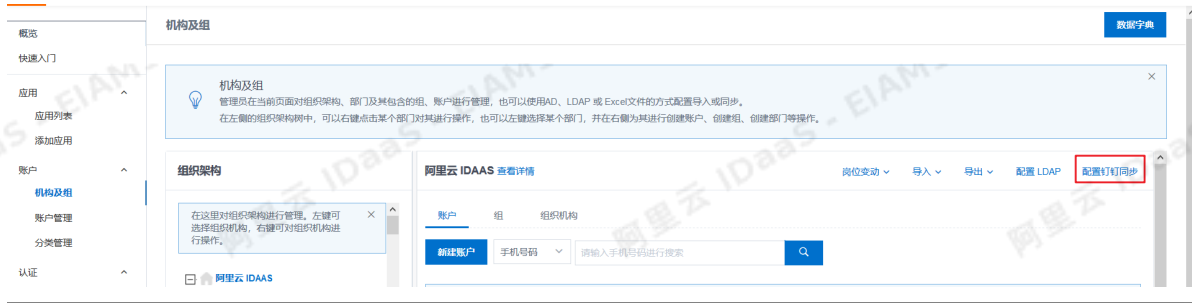 概览
快速入门
应用
应用列表
添加应用
账户
机构及组
账户管理
分类管理
认证
机构及组
数据字典
机构及组
管理员在当前页面对组织架构、部门及其包含的组、账户进行管理，也可以使用AD、LDAP 或 Excel文件的方式配置导入或同步。
在左侧的组织架构树中，可以右键点击某个部门对其进行操作，也可以左键选择某个部门，并在右侧为其进行创建账户、创建组、创建部门等操作。
组织架构
在这里对组织架构进行管理。左键可
选择组织机构，右键可对组织机构进
行操作。
阿里云 IDAAS
阿里云 IDAAS 查看详情
岗位变动 导入 导出 配置 LDAP 配置钉钉同步
账户 组 组织机构
新建账户 手机号码 请输入手机号码进行搜索
阿里云 IDaaS - EIAM